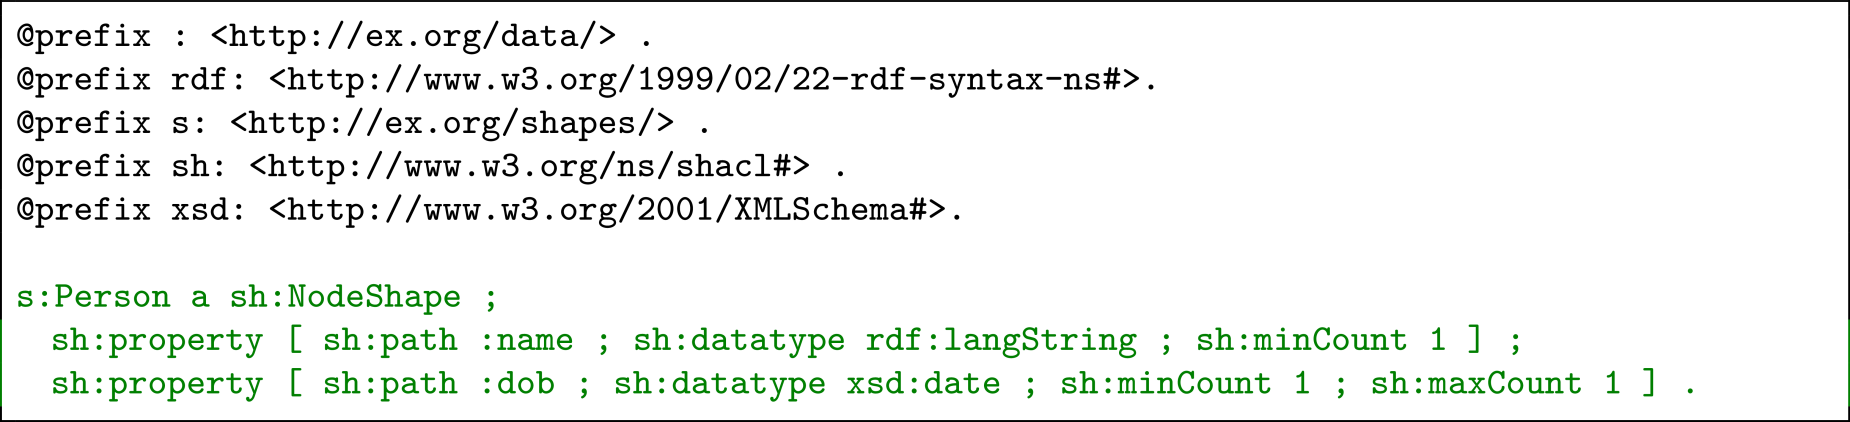 @prefix : <http://ex.org/data/> .
@prefix rdf: <http://www.w3.org/1999/02/22-rdf-syntax-ns#>.
@prefix s: <http://ex.org/shapes/> .
@prefix sh: <http://www.w3.org/ns/shacl#> .
@prefix xsd: <http://www.w3.org/2001/XMLSchema#>.

s:Person a sh:NodeShape ;
  sh:property [ sh:path :name ; sh:datatype rdf:langString ; sh:minCount 1 ] ;
  sh:property [ sh:path :dob ; sh:datatype xsd:date ; sh:minCount 1 ; sh:maxCount 1 ] .